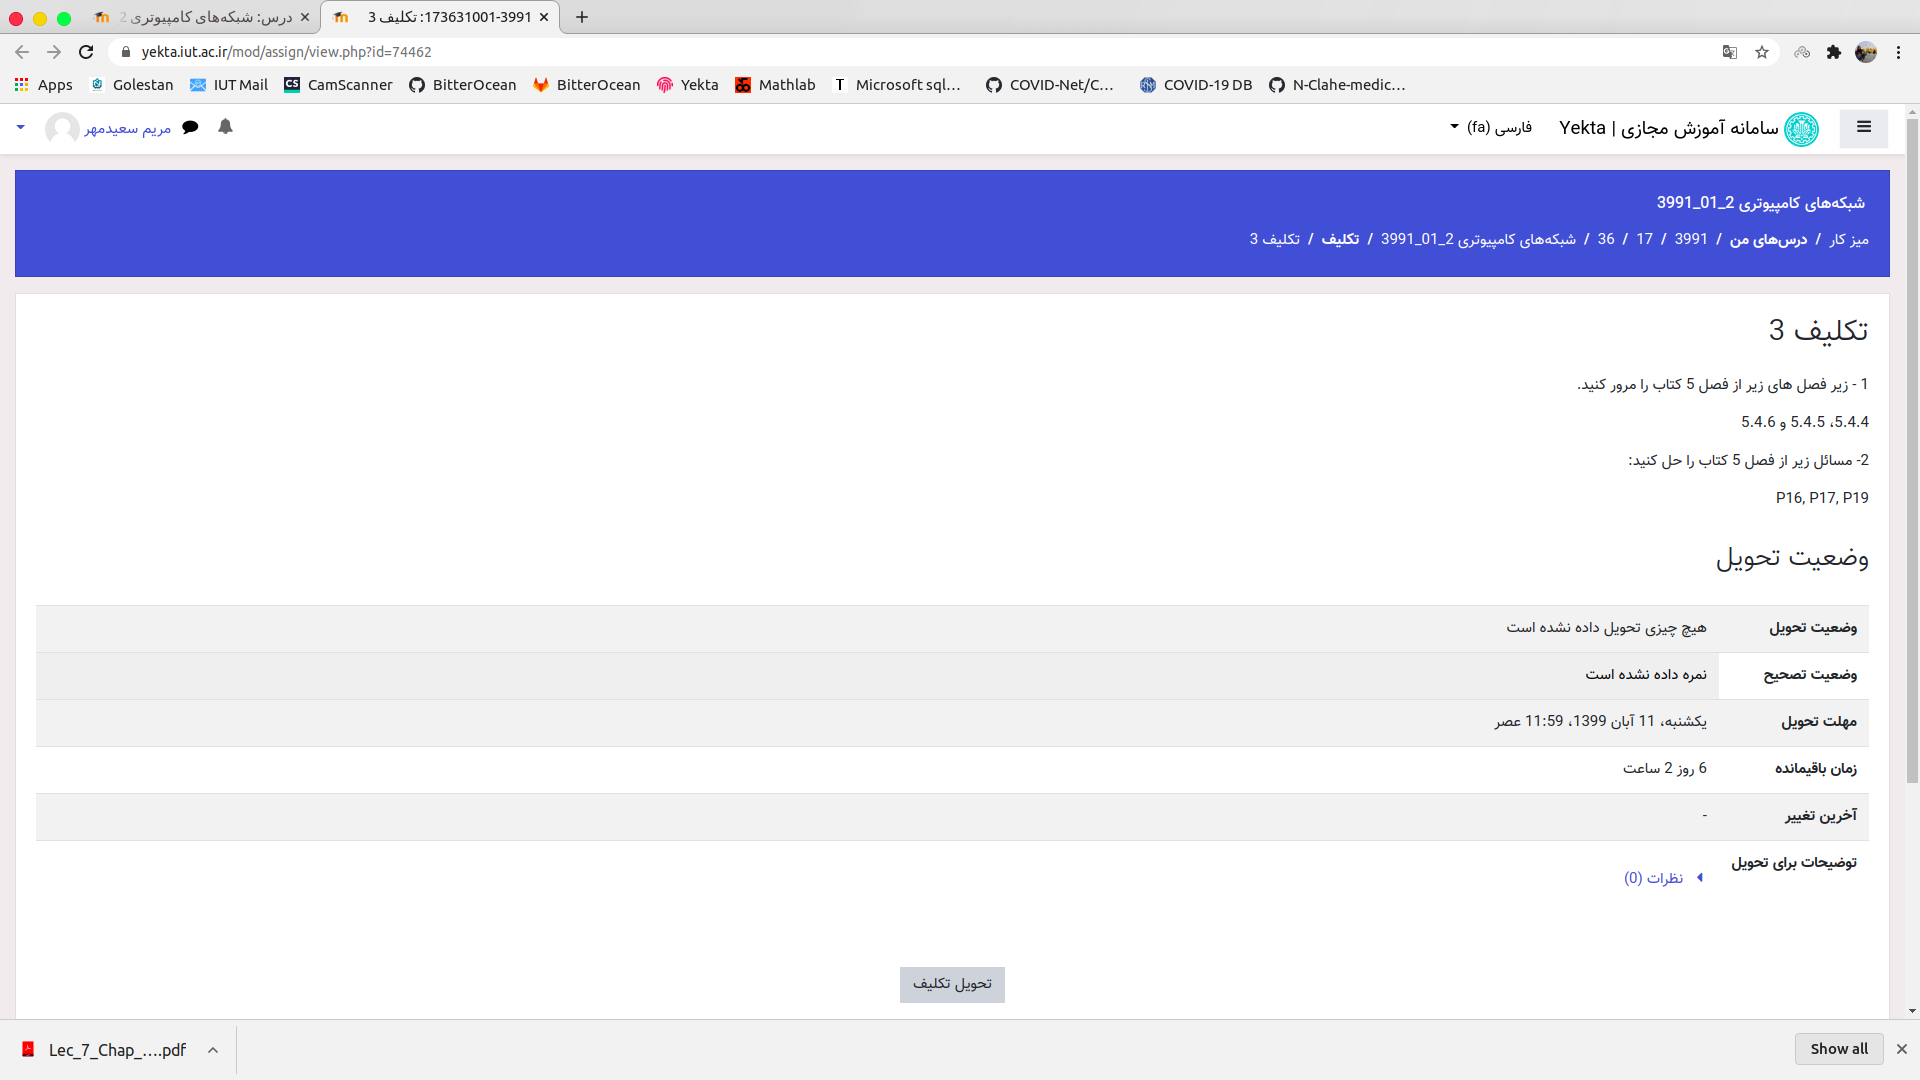 درس: شبکه‌های کامپیوتری 2
173631001-3991: تکلیف 3
yekta.iut.ac.ir/mod/assign/view.php?id=74462
Apps Golestan IUT Mail CamScanner BitterOcean BitterOcean Yekta Mathlab Microsoft sql... COVID-Net/C... COVID-19 DB N-Clahe-medic...
سامانه آموزش مجازی | Yekta فارسی ‎(fa)‎ مریم سعیدمهر
شبکه‌های کامپیوتری 2_01_3991
میز کار / درس‌های من / 3991 / 17 / 36 / شبکه‌های کامپیوتری 2_01_3991 / تکلیف / تکلیف 3
تکلیف 3
1 - زیر فصل های زیر از فصل 5 کتاب را مرور کنید.
5.4.4، 5.4.5 و 5.4.6
2- مسائل زیر از فصل 5 کتاب را حل کنید:
P16, P17, P19
وضعیت تحویل
وضعیت تحویل هیچ چیزی تحویل داده نشده است
وضعیت تصحیح نمره داده نشده است
مهلت تحویل یکشنبه، 11 آبان 1399، 11:59 عصر
زمان باقیمانده 6 روز 2 ساعت
آخرین تغییر -
توضیحات برای تحویل
نظرات (0)
تحویل تکلیف
Lec_7_Chap_....pdf Show all